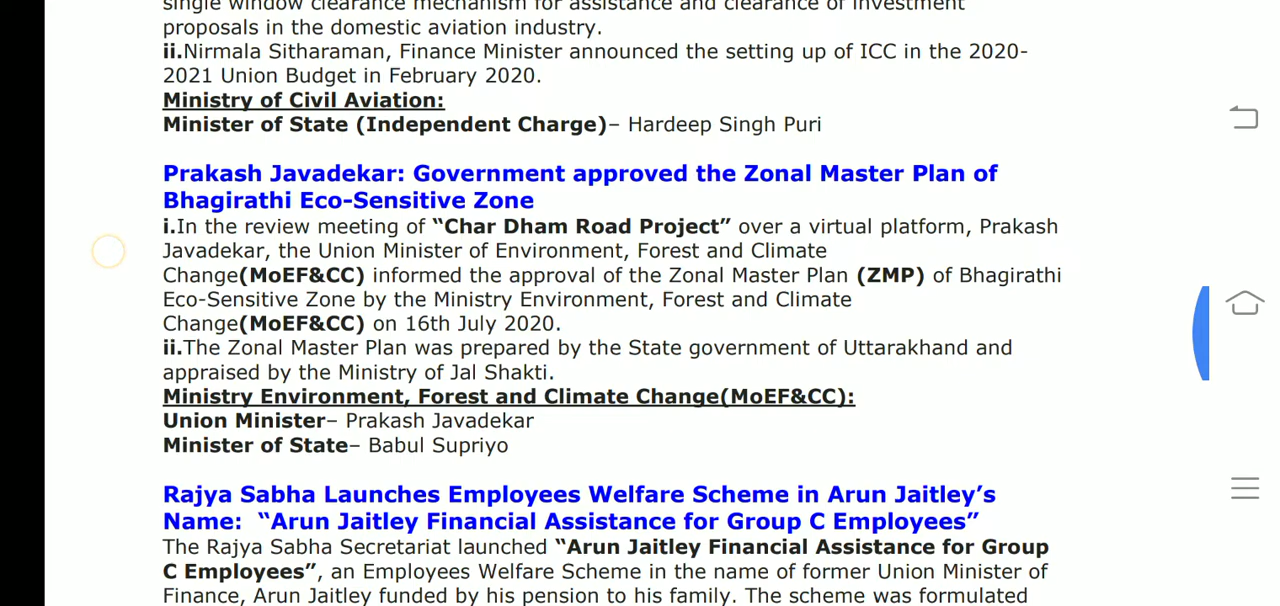 single window clearance mechanism for assistance and clearance of investment
proposals in the domestic aviation industry.
ii.Nirmala Sitharaman, Finance Minister announced the setting up of ICC in the 2020-
2021 Union Budget in February 2020.
Ministry of Civil Aviation:
Minister of State (Independent Charge)– Hardeep Singh Puri
Prakash Javadekar: Government approved the Zonal Master Plan of
Bhagirathi Eco-Sensitive Zone
i.In the review meeting of “Char Dham Road Project” over a virtual platform, Prakash
Javadekar, the Union Minister of Environment, Forest and Climate
Change(MoEF&CC) informed the approval of the Zonal Master Plan (ZMP) of Bhagirathi
Eco-Sensitive Zone by the Ministry Environment, Forest and Climate
Change(MoEF&CC) on 16th July 2020.
ii.The Zonal Master Plan was prepared by the State government of Uttarakhand and
appraised by the Ministry of Jal Shakti.
Ministry Environment, Forest and Climate Change(MoEF&CC):
Union Minister– Prakash Javadekar
Minister of State– Babul Supriyo
Rajya Sabha Launches Employees Welfare Scheme in Arun Jaitley’s
Name:  “Arun Jaitley Financial Assistance for Group C Employees”
The Rajya Sabha Secretariat launched “Arun Jaitley Financial Assistance for Group
C Employees”, an Employees Welfare Scheme in the name of former Union Minister of
Finance, Arun Jaitley funded by his pension to his family. The scheme was formulated